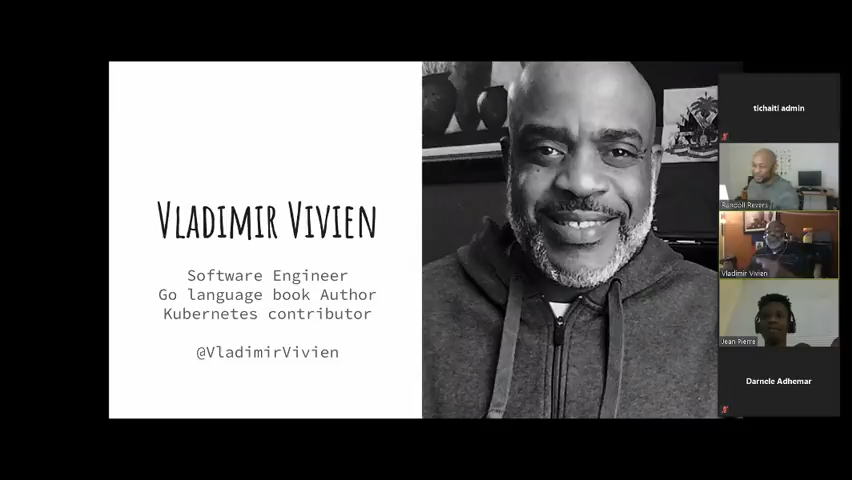 VLADIMIR VIVIEN
Software Engineer
Go language book Author
Kubernetes contributor
@VladimirVivien
tichaiti admin
Randoll Revers
Vladimir Vivien
Jean Pierre
Darnele Adhemar